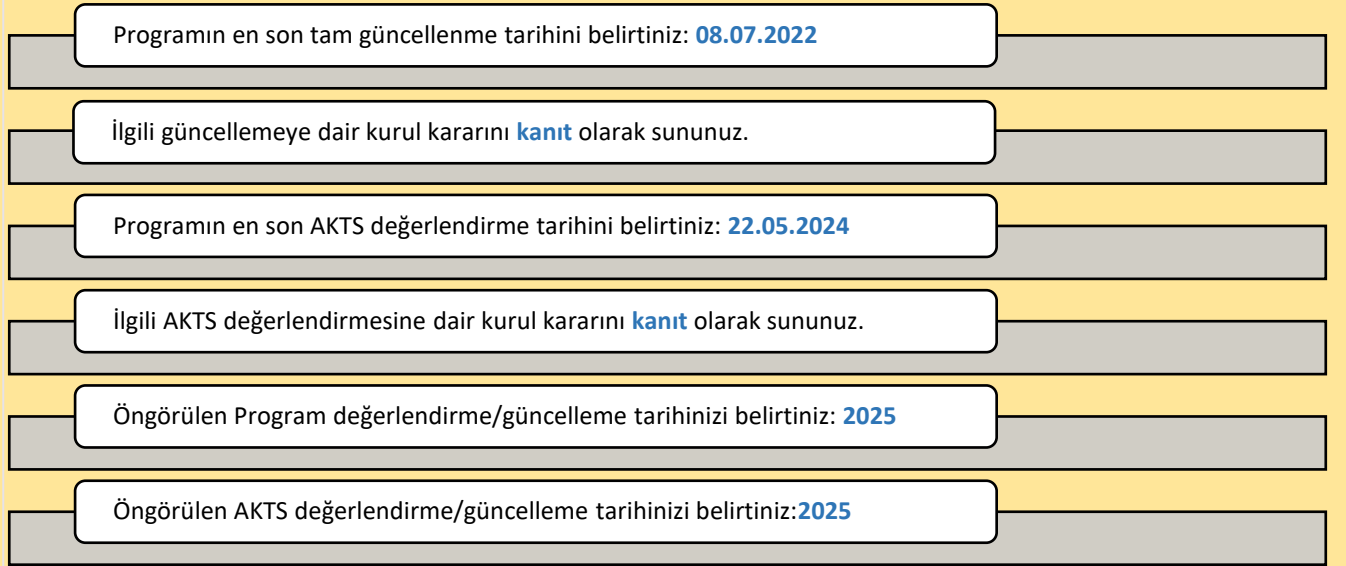 Programın en son tam güncellenme tarihini belirtiniz: 08.07.2022
İlgili güncellemeye dair kurul kararını kanıt olarak sununuz.
Programın en son AKTS değerlendirme tarihini belirtiniz: 22.05.2024
İlgili AKTS değerlendirmesine dair kurul kararını kanıt olarak sununuz.
Öngörülen Program değerlendirme/güncelleme tarihinizi belirtiniz: 2025
Öngörülen AKTS değerlendirme/güncelleme tarihinizi belirtiniz:2025